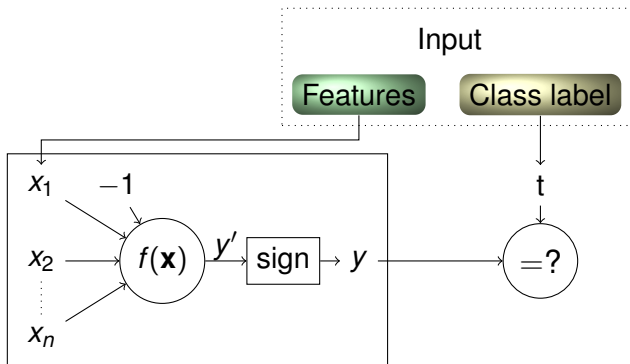 Input
Features
Class label
x₁
−1
t
x₂
f(𝐱)
y′
sign
y
=?
xₙ